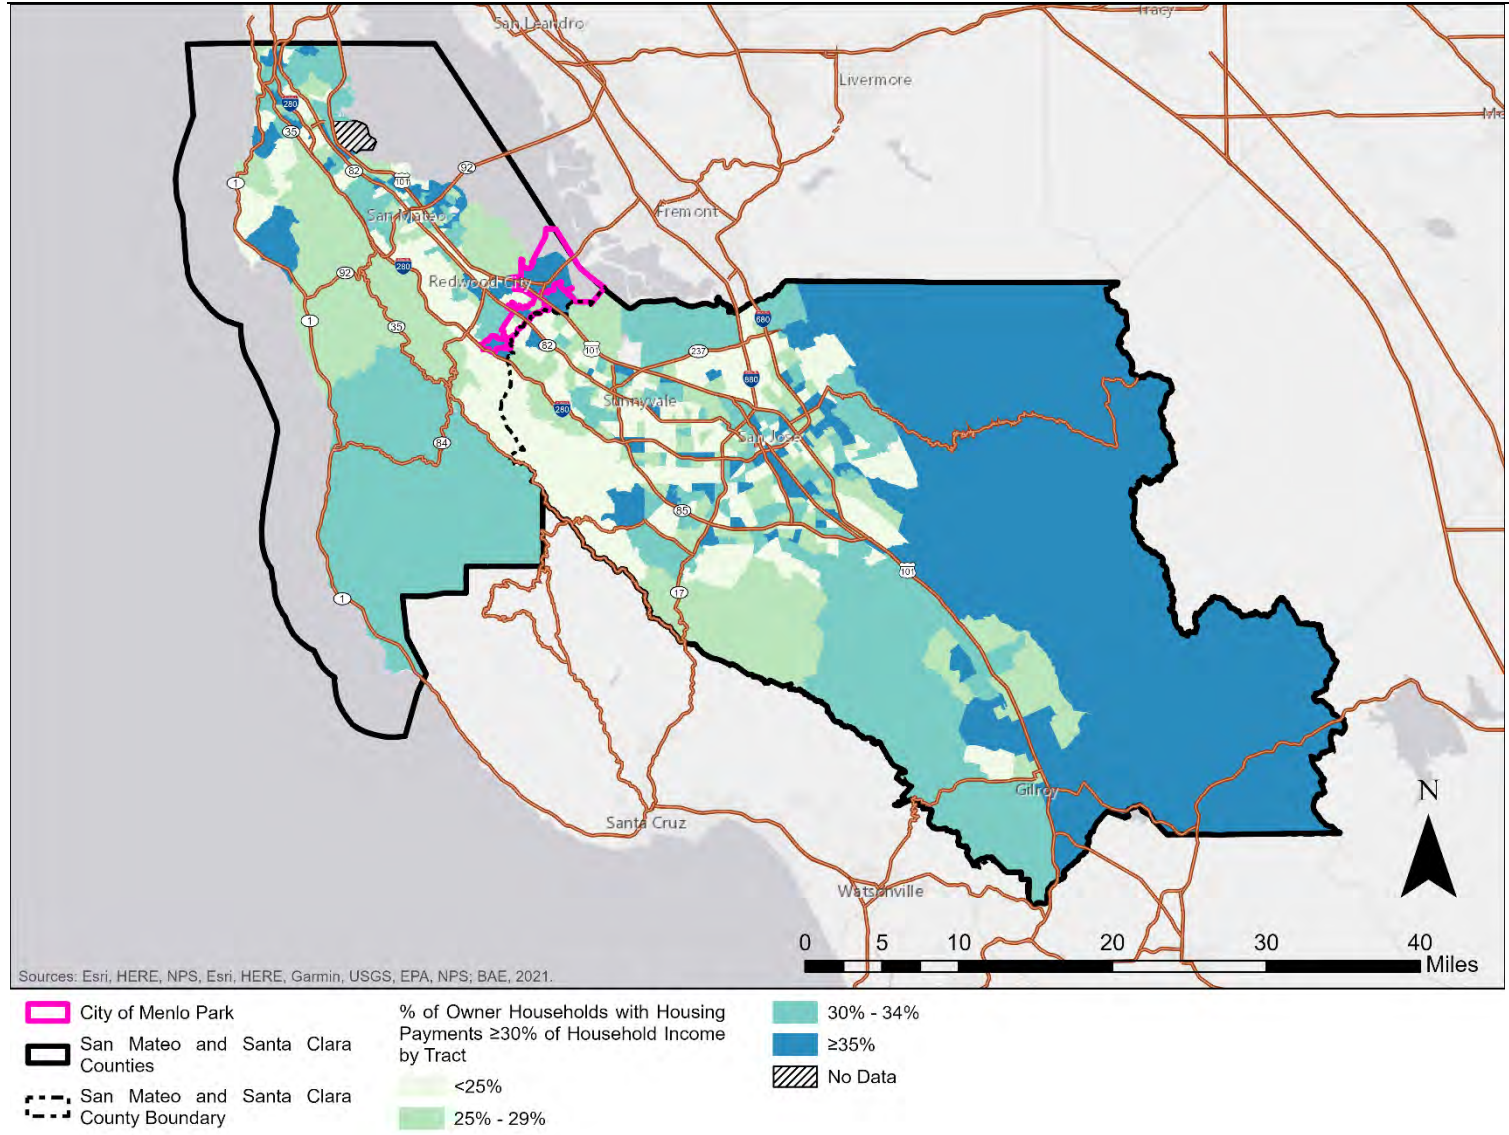 San Leandro
Tracy
Livermore
280
35
92
82
101
1
San Mateo
Fremont
92
280
Redwood City
1
35
680
82
101
237
880
280
Sunnyvale
San Jose
84
85
101
1
17
Gilroy
N
Santa Cruz
Watsonville
0 5 10 20 30 40
Miles
Sources: Esri, HERE, NPS, Esri, HERE, Garmin, USGS, EPA, NPS; BAE, 2021.
City of Menlo Park
San Mateo and Santa Clara
Counties
San Mateo and Santa Clara
County Boundary
% of Owner Households with Housing
Payments ≥30% of Household Income
by Tract
<25%
25% - 29%
30% - 34%
≥35%
No Data